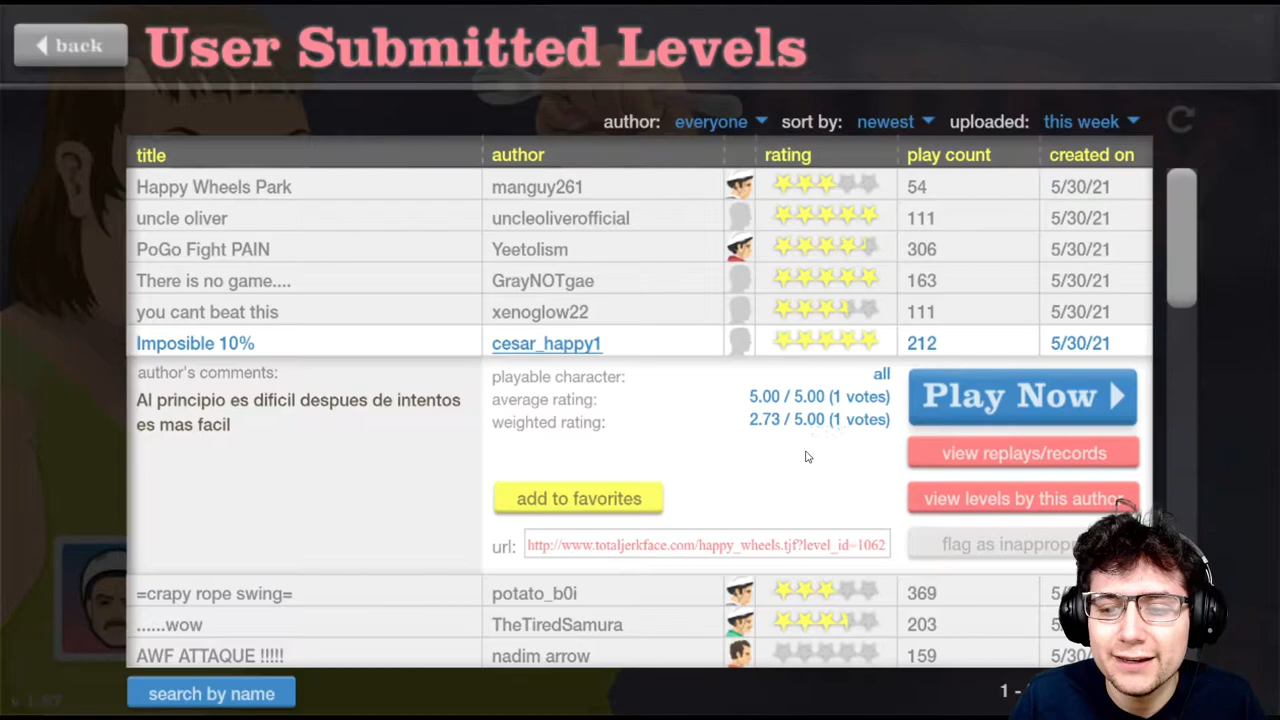 back
User Submitted Levels
author: everyone sort by: newest uploaded: this week
title author rating play count created on
Happy Wheels Park manguy261 54 5/30/21
uncle oliver uncleoliverofficial 111 5/30/21
PoGo Fight PAIN Yeetolism 306 5/30/21
There is no game.... GrayNOTgae 163 5/30/21
you cant beat this xenoglow22 111 5/30/21
Imposible 10% cesar_happy1 212 5/30/21
author's comments:
Al principio es dificil despues de intentos
es mas facil
playable character: all
average rating: 5.00 / 5.00 (1 votes)
weighted rating: 2.73 / 5.00 (1 votes)
add to favorites
url: http://www.totaljerkface.com/happy_wheels.tjf?level_id=1062
Play Now
view replays/records
view levels by this author
flag as
=crapy rope swing= potato_b0i 369
......wow TheTiredSamura 203
AWF ATTAQUE !!!!! nadim arrow 159
search by name
1 -